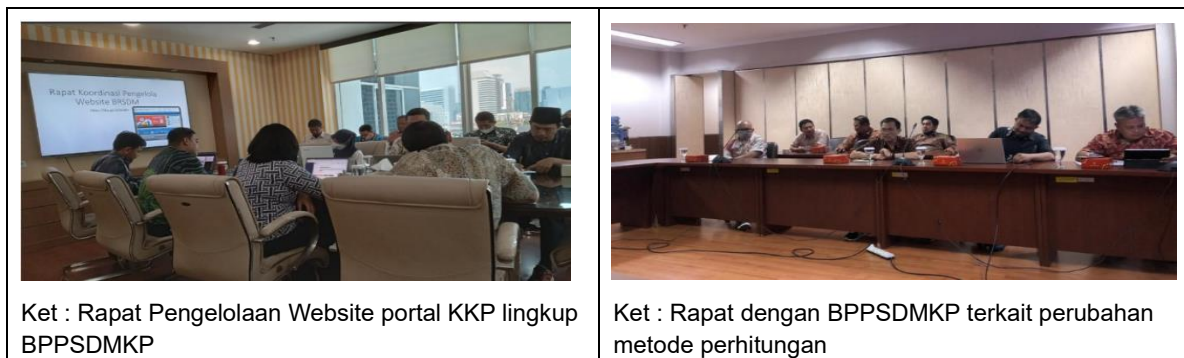 Rapat Koordinasi Pengelola
Website BRSDM
Ket : Rapat Pengelolaan Website portal KKP lingkup
BPPSDMKP
Ket : Rapat dengan BPPSDMKP terkait perubahan
metode perhitungan